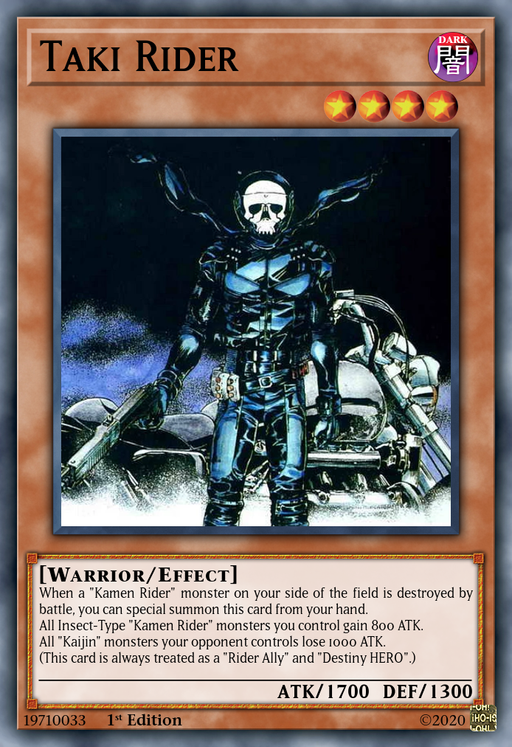 TAKI RIDER
DARK
闇
[WARRIOR/EFFECT]
When a "Kamen Rider" monster on your side of the field is destroyed by
battle, you can special summon this card from your hand.
All Insect-Type "Kamen Rider" monsters you control gain 800 ATK.
All "Kaijin" monsters your opponent controls lose 1000 ATK.
(This card is always treated as a "Rider Ally" and "Destiny HERO".)
ATK/1700 DEF/1300
19710033 1st Edition ©2020